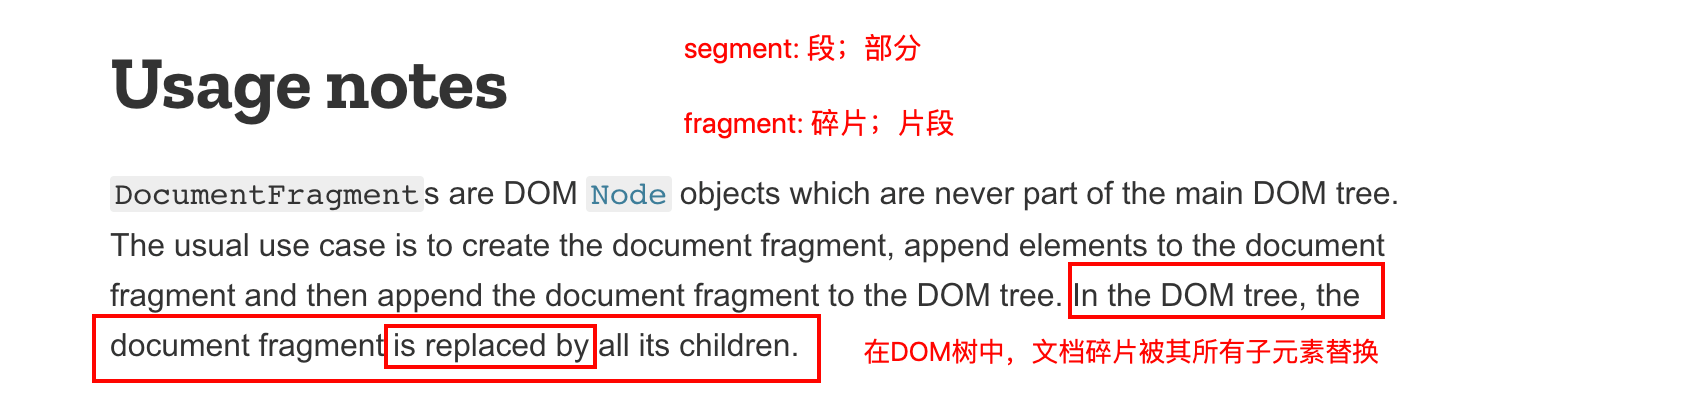 segment: 段；部分
Usage notes
fragment: 碎片；片段
DocumentFragments are DOM Node objects which are never part of the main DOM tree.
The usual use case is to create the document fragment, append elements to the document
fragment and then append the document fragment to the DOM tree. In the DOM tree, the
document fragment is replaced by all its children.
在DOM树中，文档碎片被其所有子元素替换